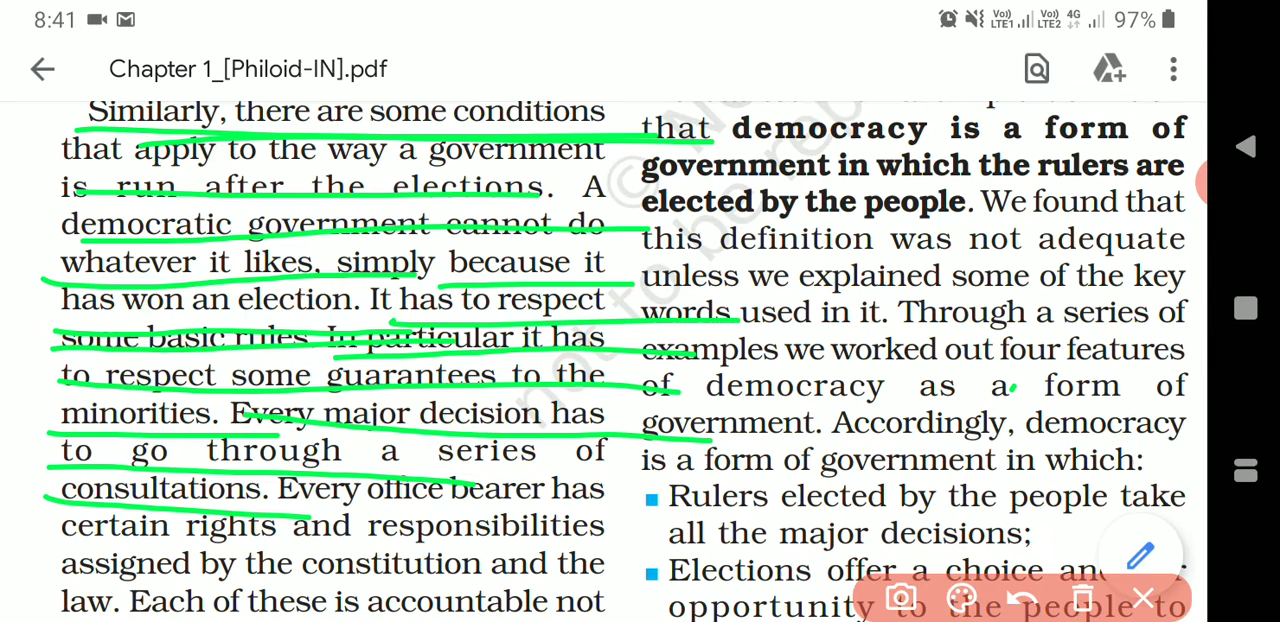 8:41
Vo)) LTE1 Vo)) LTE2 4G 97%
Chapter 1_[Philoid-IN].pdf
Similarly, there are some conditions
that apply to the way a government
is run after the elections. A
democratic government cannot do
whatever it likes, simply because it
has won an election. It has to respect
some basic rules. In particular it has
to respect some guarantees to the
minorities. Every major decision has
to go through a series of
consultations. Every office bearer has
certain rights and responsibilities
assigned by the constitution and the
law. Each of these is accountable not
that democracy is a form of
government in which the rulers are
elected by the people. We found that
this definition was not adequate
unless we explained some of the key
words used in it. Through a series of
examples we worked out four features
of democracy as a form of
government. Accordingly, democracy
is a form of government in which:
Rulers elected by the people take
all the major decisions;
Elections offer a choice
opportunity to the people to
not to be